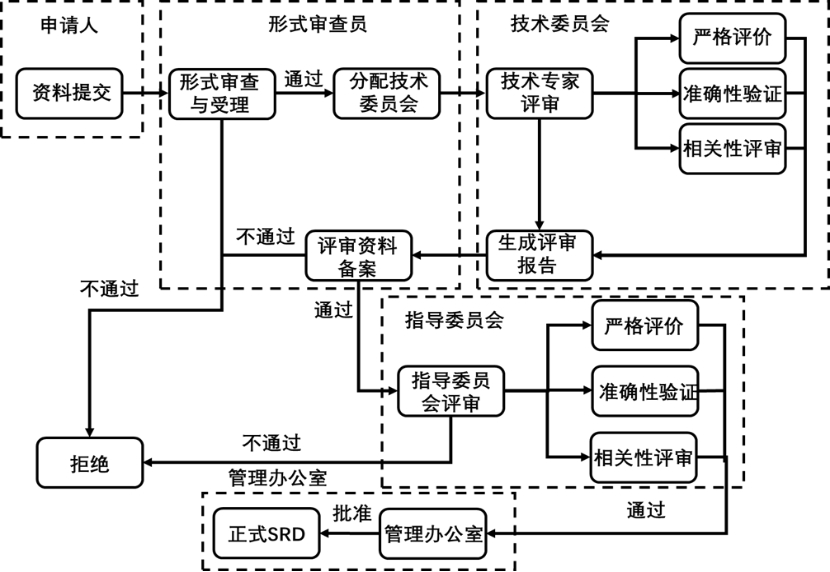 申请人
形式审查员
技术委员会
资料提交
形式审查
与受理
通过
分配技术
委员会
技术专家
评审
严格评价
准确性验证
相关性评审
不通过
评审资料
备案
生成评审
报告
不通过
通过
指导委员会
指导委员
会评审
严格评价
准确性验证
相关性评审
拒绝
不通过
管理办公室
通过
正式SRD
批准
管理办公室